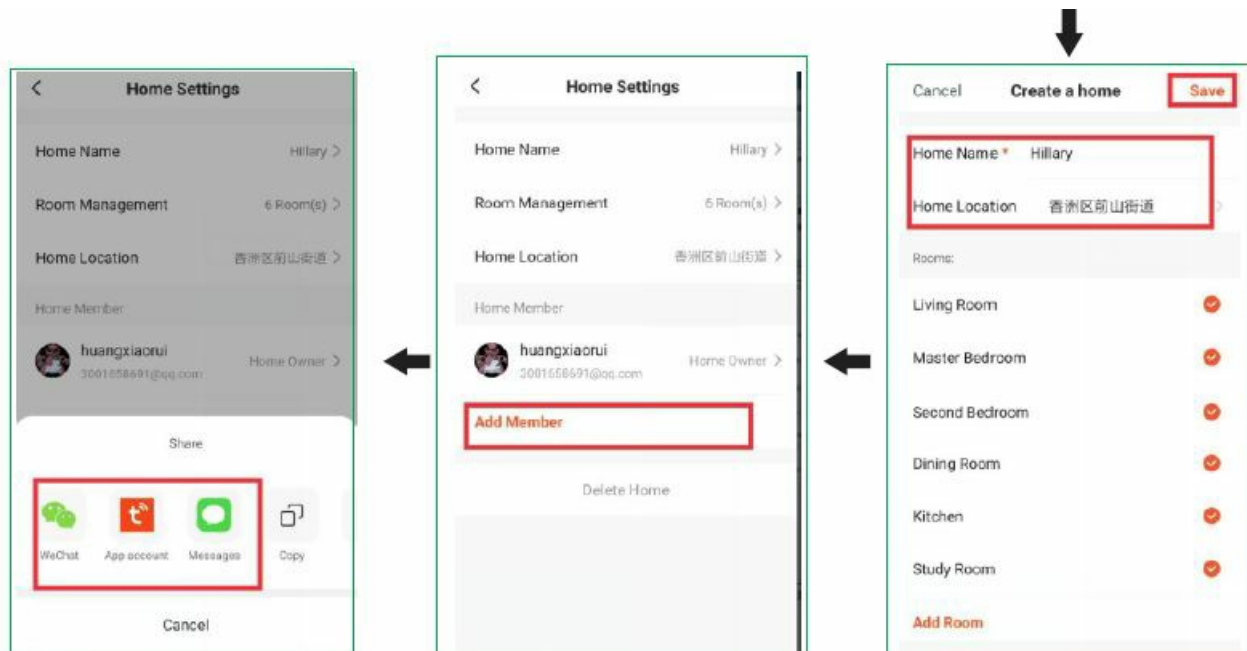 Home Settings
Home Name Hillary
Room Management 6 Room(s)
Home Location 香洲区前山街道
Home Member
huangxiaorui
3001658691@qq.com
Home Owner
Share
WeChat App account Messages Copy
Cancel
Home Settings
Home Name Hillary
Room Management 6 Room(s)
Home Location 香洲区前山街道
Home Member
huangxiaorui
3001658691@qq.com
Home Owner
Add Member
Delete Home
Cancel Create a home Save
Home Name * Hillary
Home Location 香洲区前山街道
Rooms:
Living Room
Master Bedroom
Second Bedroom
Dining Room
Kitchen
Study Room
Add Room